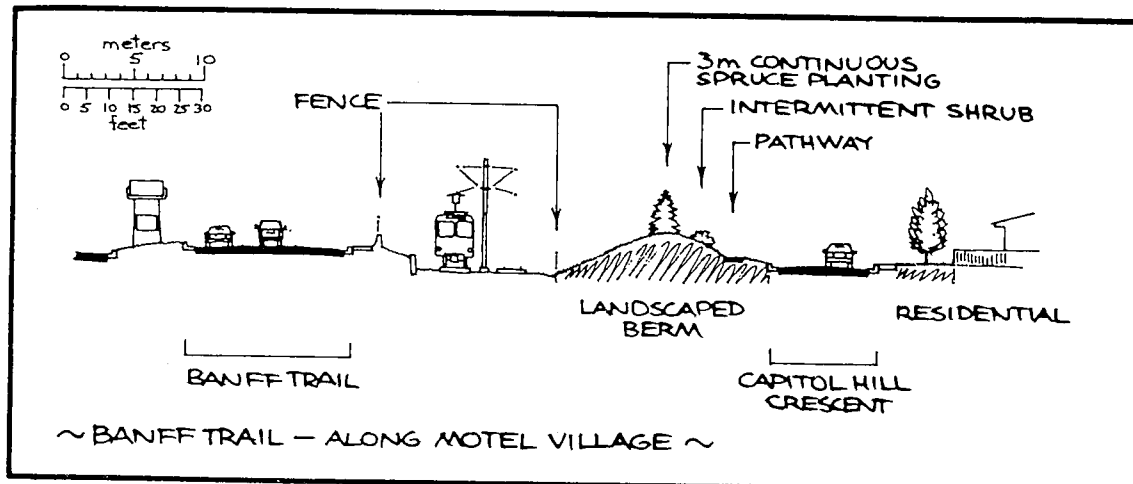 meters
0 5 10
0 5 10 15 20 25 30
feet
FENCE
3m CONTINUOUS
SPRUCE PLANTING
INTERMITTENT SHRUB
PATHWAY
LANDSCAPED
BERM
RESIDENTIAL
BANFF TRAIL
CAPITOL HILL
CRESCENT
~ BANFF TRAIL – ALONG MOTEL VILLAGE ~